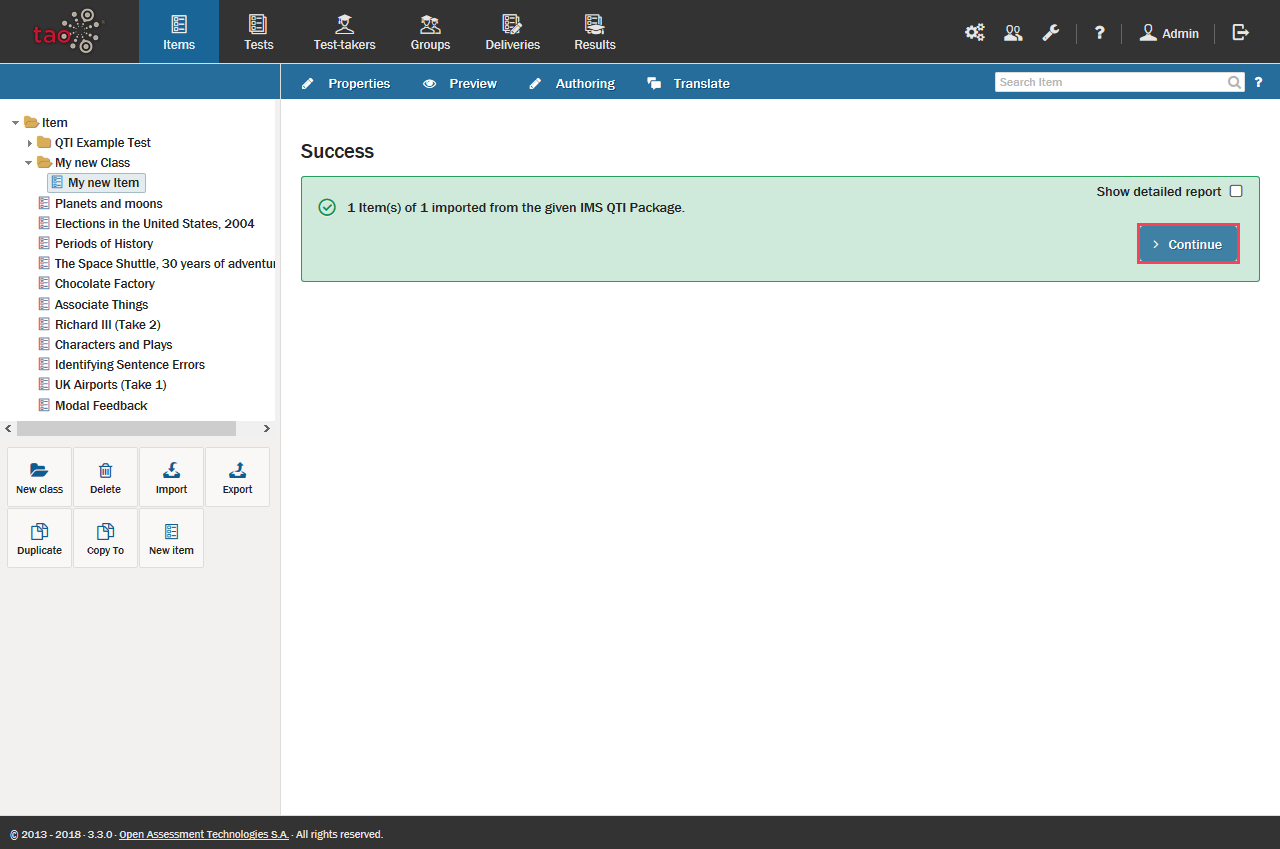 tao
Items
Tests
Test-takers
Groups
Deliveries
Results
?
Admin
Properties
Preview
Authoring
Translate
Search Item
?
Item
QTI Example Test
My new Class
My new Item
Planets and moons
Elections in the United States, 2004
Periods of History
The Space Shuttle, 30 years of adventur
Chocolate Factory
Associate Things
Richard III (Take 2)
Characters and Plays
Identifying Sentence Errors
UK Airports (Take 1)
Modal Feedback
New class
Delete
Import
Export
Duplicate
Copy To
New item
Success
Show detailed report
1 Item(s) of 1 imported from the given IMS QTI Package.
Continue
© 2013 - 2018 · 3.3.0 · Open Assessment Technologies S.A. · All rights reserved.